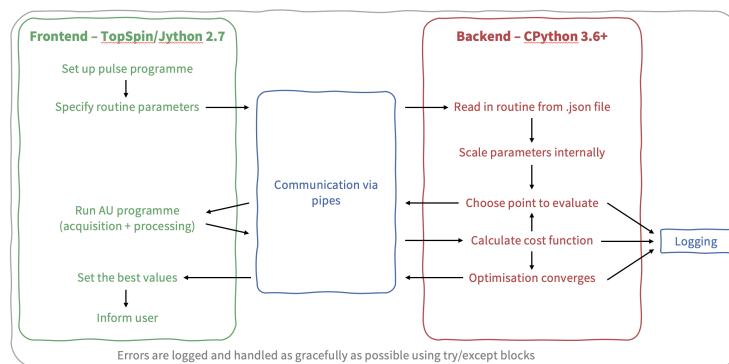 Frontend – TopSpin/Jython 2.7
Set up pulse programme
Specify routine parameters
Run AU programme
(acquisition + processing)
Set the best values
Inform user
Communication via
pipes
Backend – CPython 3.6+
Read in routine from .json file
Scale parameters internally
Choose point to evaluate
Calculate cost function
Optimisation converges
Logging
Errors are logged and handled as gracefully as possible using try/except blocks